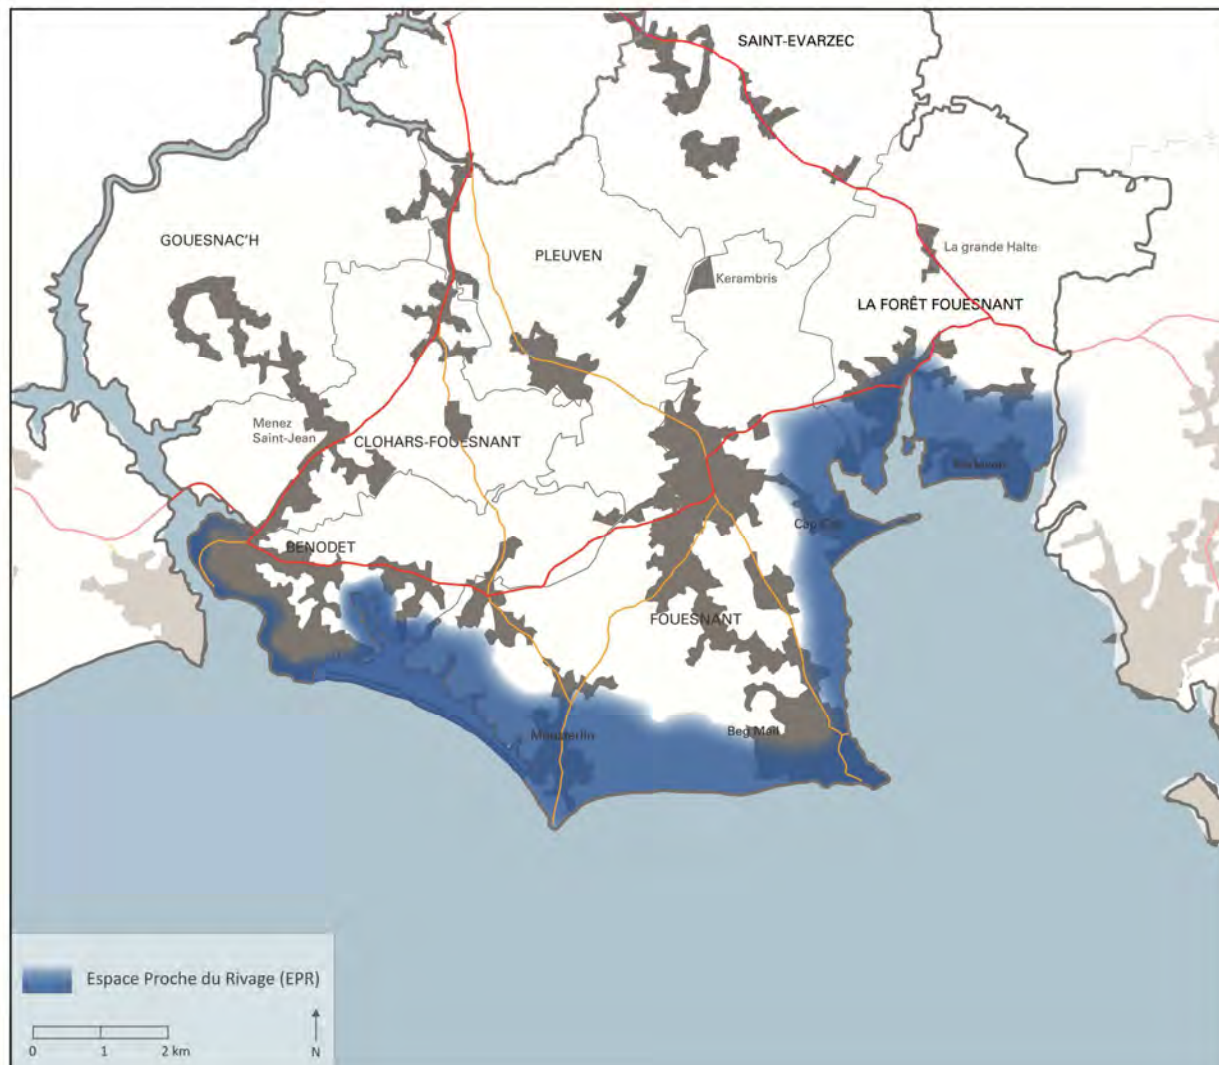 SAINT-EVARZEC
GOUESNAC'H
PLEUVEN
La grande Halte
Kerambris
LA FORÊT FOUESNANT
Menez
Saint-Jean
CLOHARS-FOUESNANT
Cap Coz
BENODET
FOUESNANT
Mousterlin
Beg Meil
Espace Proche du Rivage (EPR)
0 1 2 km
N